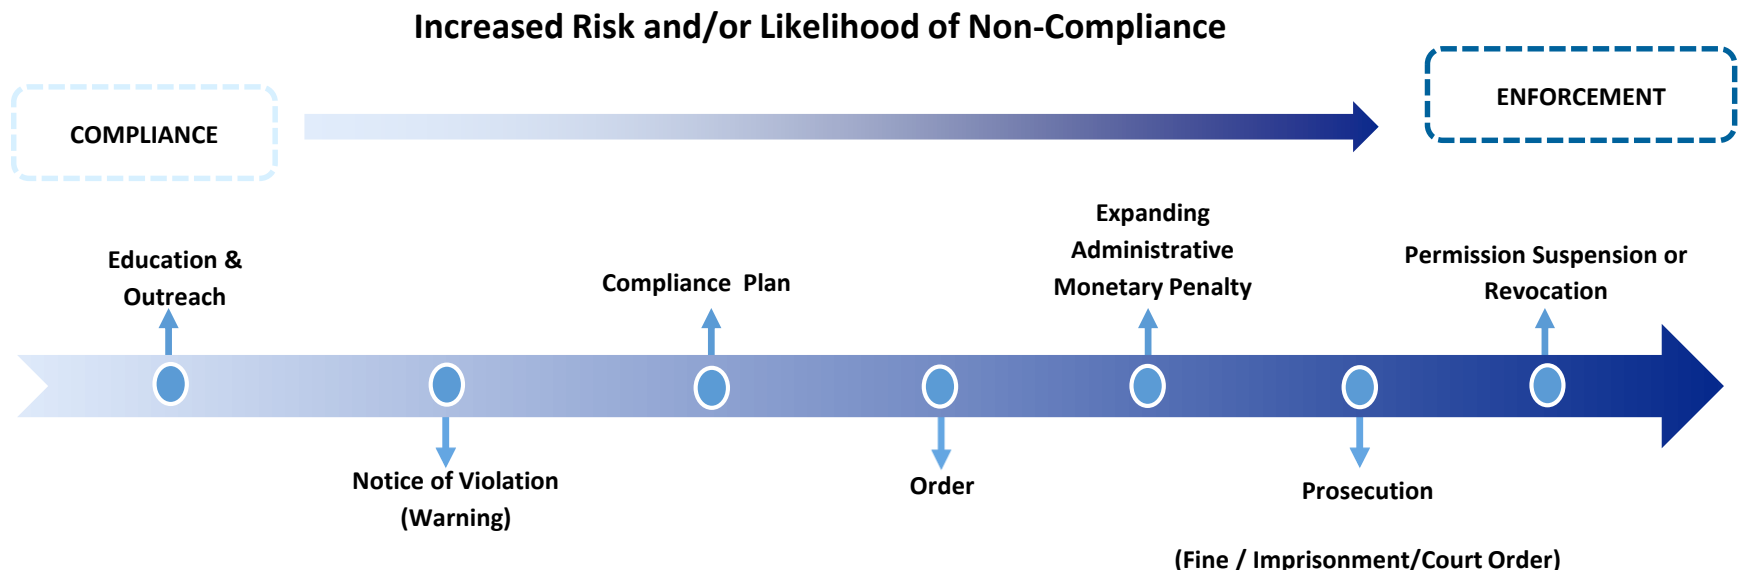 Increased Risk and/or Likelihood of Non-Compliance
COMPLIANCE
ENFORCEMENT
Education &
Outreach
Compliance Plan
Expanding
Administrative
Monetary Penalty
Permission Suspension or
Revocation
Notice of Violation
(Warning)
Order
Prosecution
(Fine / Imprisonment/Court Order)